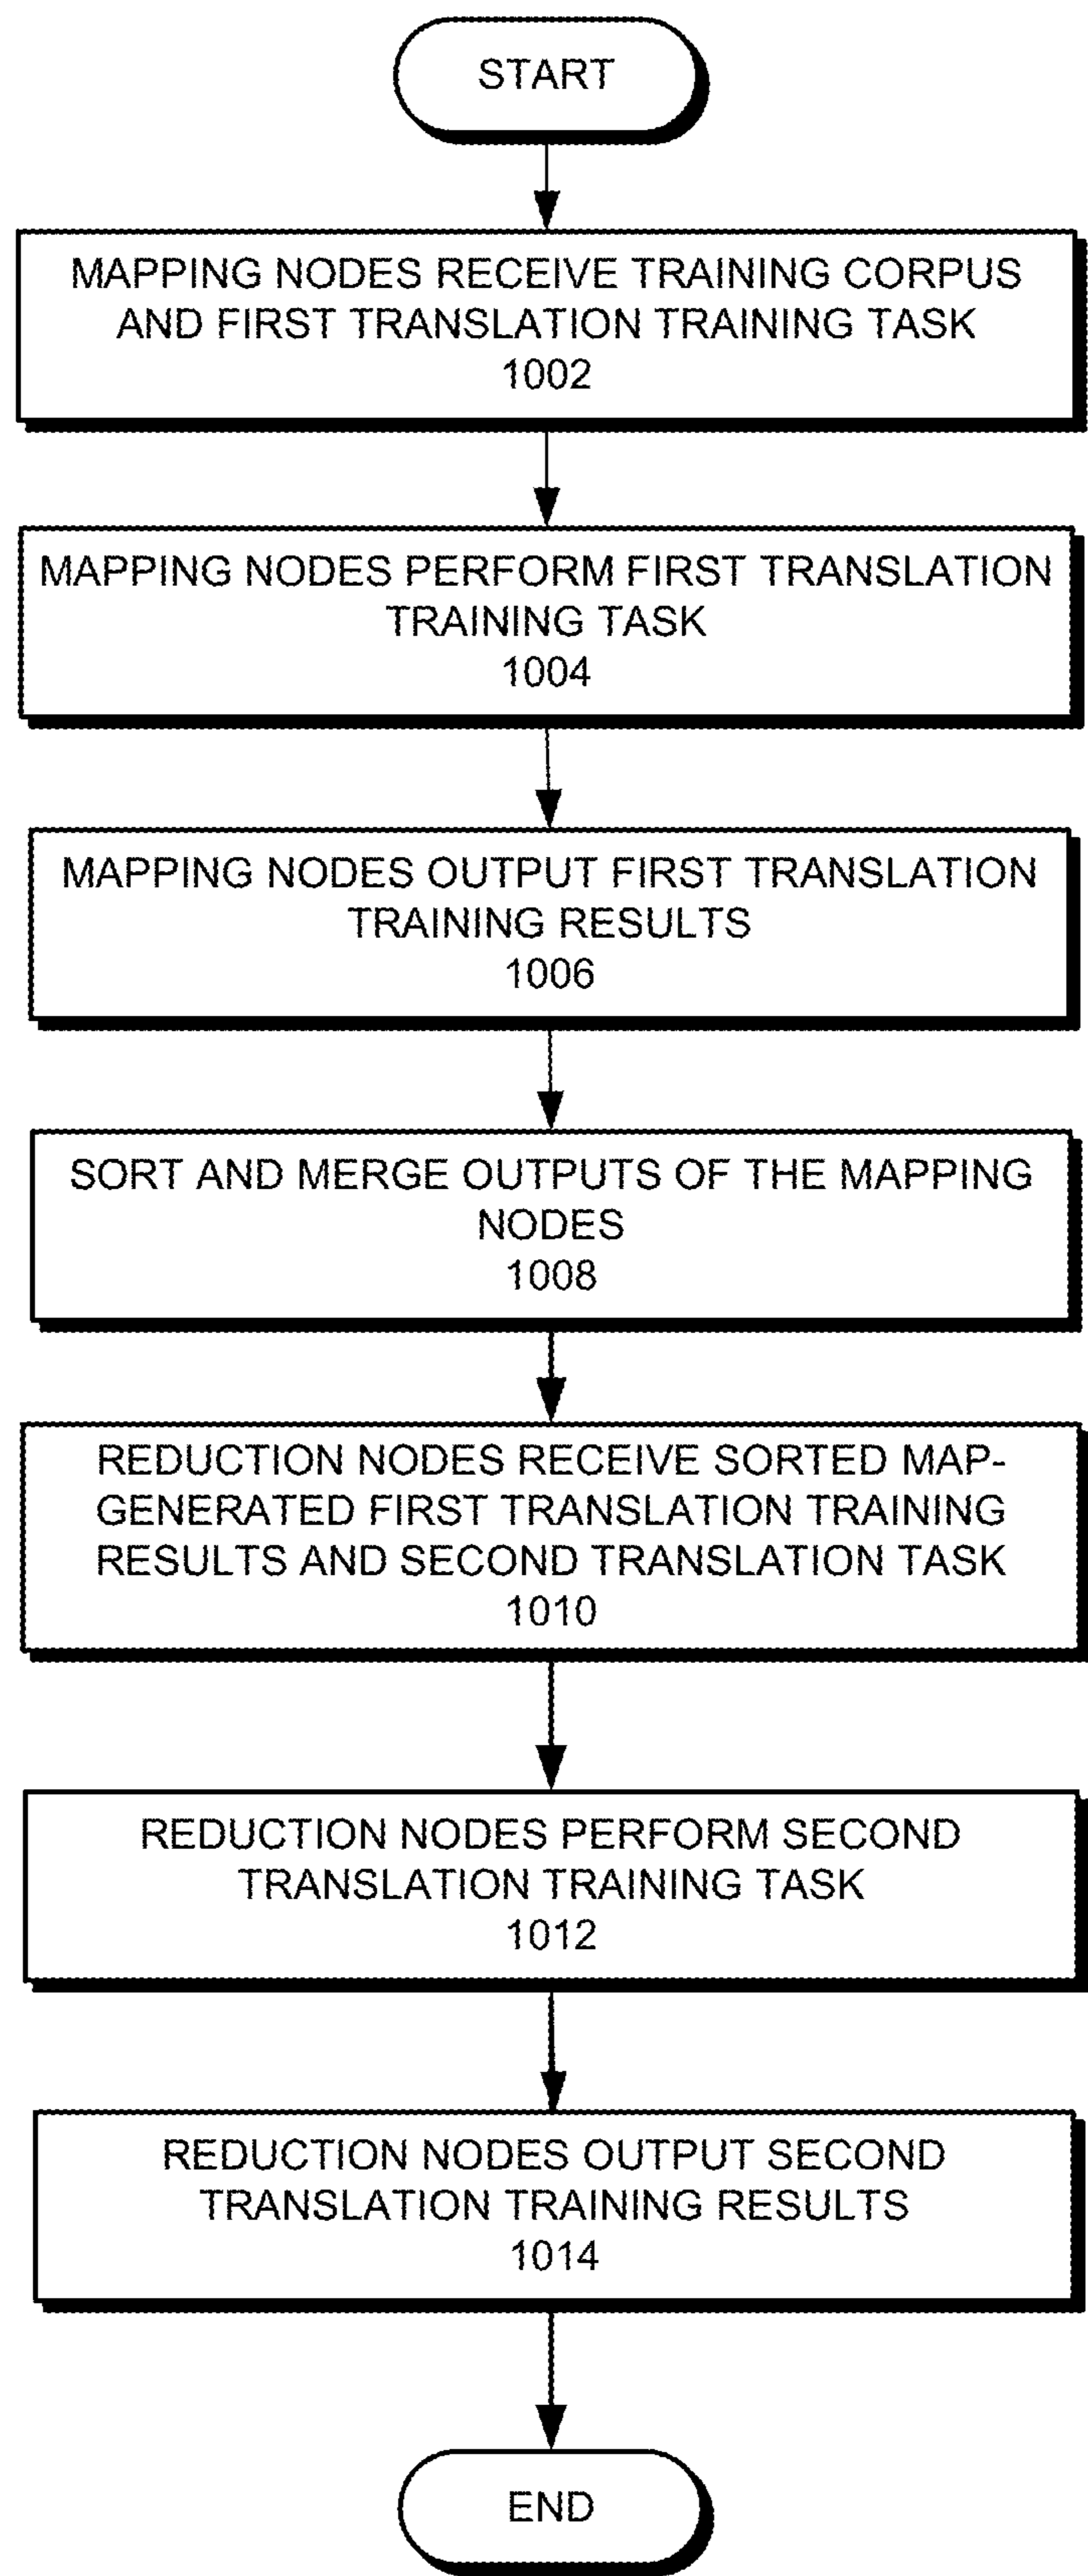 START
MAPPING NODES RECEIVE TRAINING CORPUS
AND FIRST TRANSLATION TRAINING TASK
1002
MAPPING NODES PERFORM FIRST TRANSLATION
TRAINING TASK
1004
MAPPING NODES OUTPUT FIRST TRANSLATION
TRAINING RESULTS
1006
SORT AND MERGE OUTPUTS OF THE MAPPING
NODES
1008
REDUCTION NODES RECEIVE SORTED MAP-
GENERATED FIRST TRANSLATION TRAINING
RESULTS AND SECOND TRANSLATION TASK
1010
REDUCTION NODES PERFORM SECOND
TRANSLATION TRAINING TASK
1012
REDUCTION NODES OUTPUT SECOND
TRANSLATION TRAINING RESULTS
1014
END